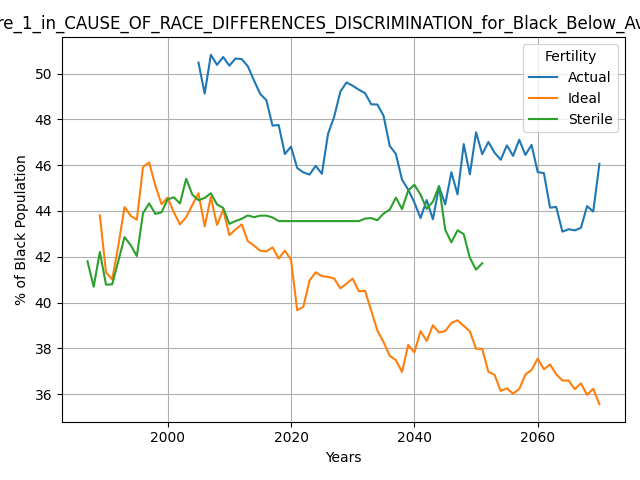 re_1_in_CAUSE_OF_RACE_DIFFERENCES_DISCRIMINATION_for_Black_Below_Av
Fertility
Actual
Ideal
Sterile
% of Black Population
50
48
46
44
42
40
38
36
2000 2020 2040 2060
Years